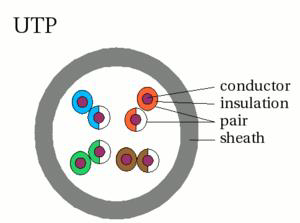 UTP
conductor
insulation
pair
sheath